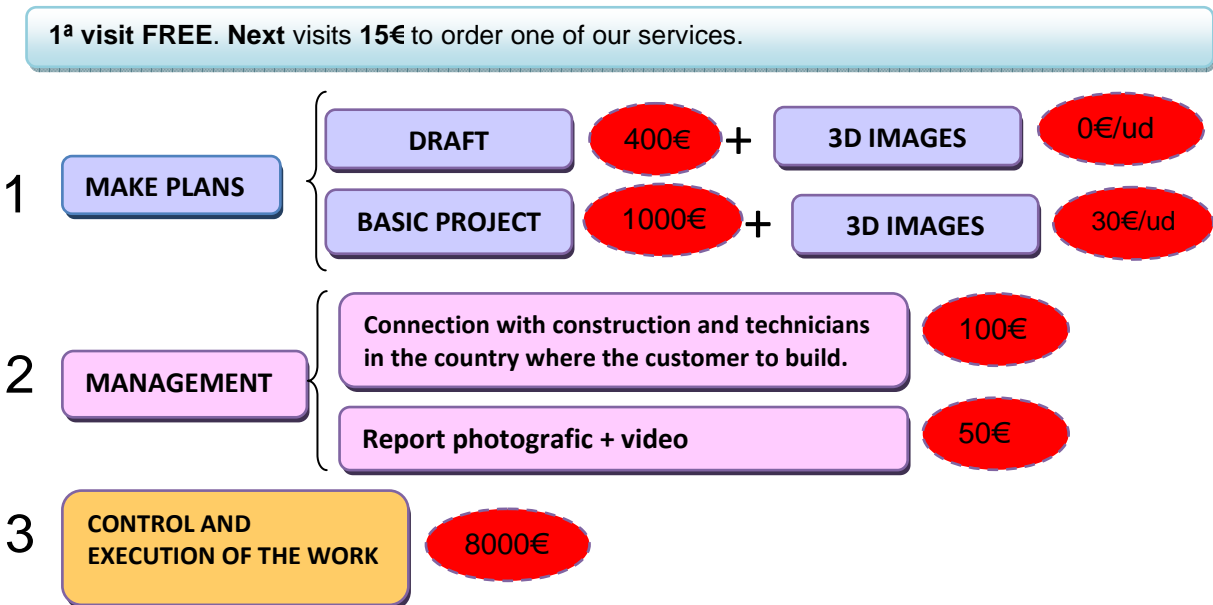 1ª visit FREE. Next visits 15€ to order one of our services.
1
MAKE PLANS
DRAFT
400€
+
3D IMAGES
0€/ud
BASIC PROJECT
1000€
+
3D IMAGES
30€/ud
2
MANAGEMENT
Connection with construction and technicians
in the country where the customer to build.
100€
Report photografic + video
50€
3
CONTROL AND
EXECUTION OF THE WORK
8000€